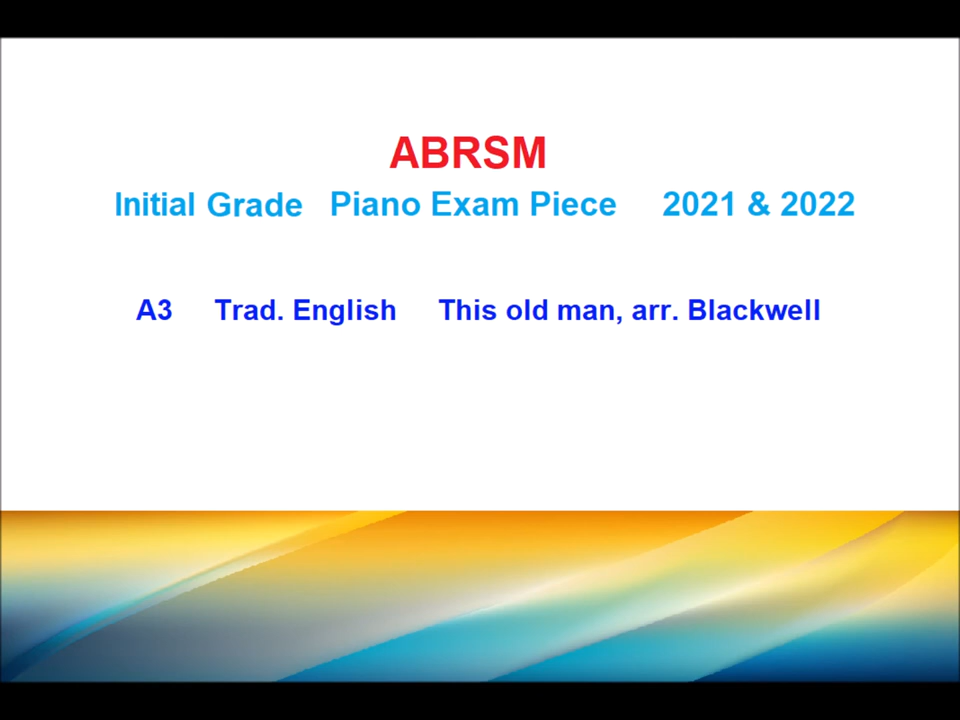 ABRSM
Initial Grade Piano Exam Piece 2021 & 2022
A3 Trad. English This old man, arr. Blackwell